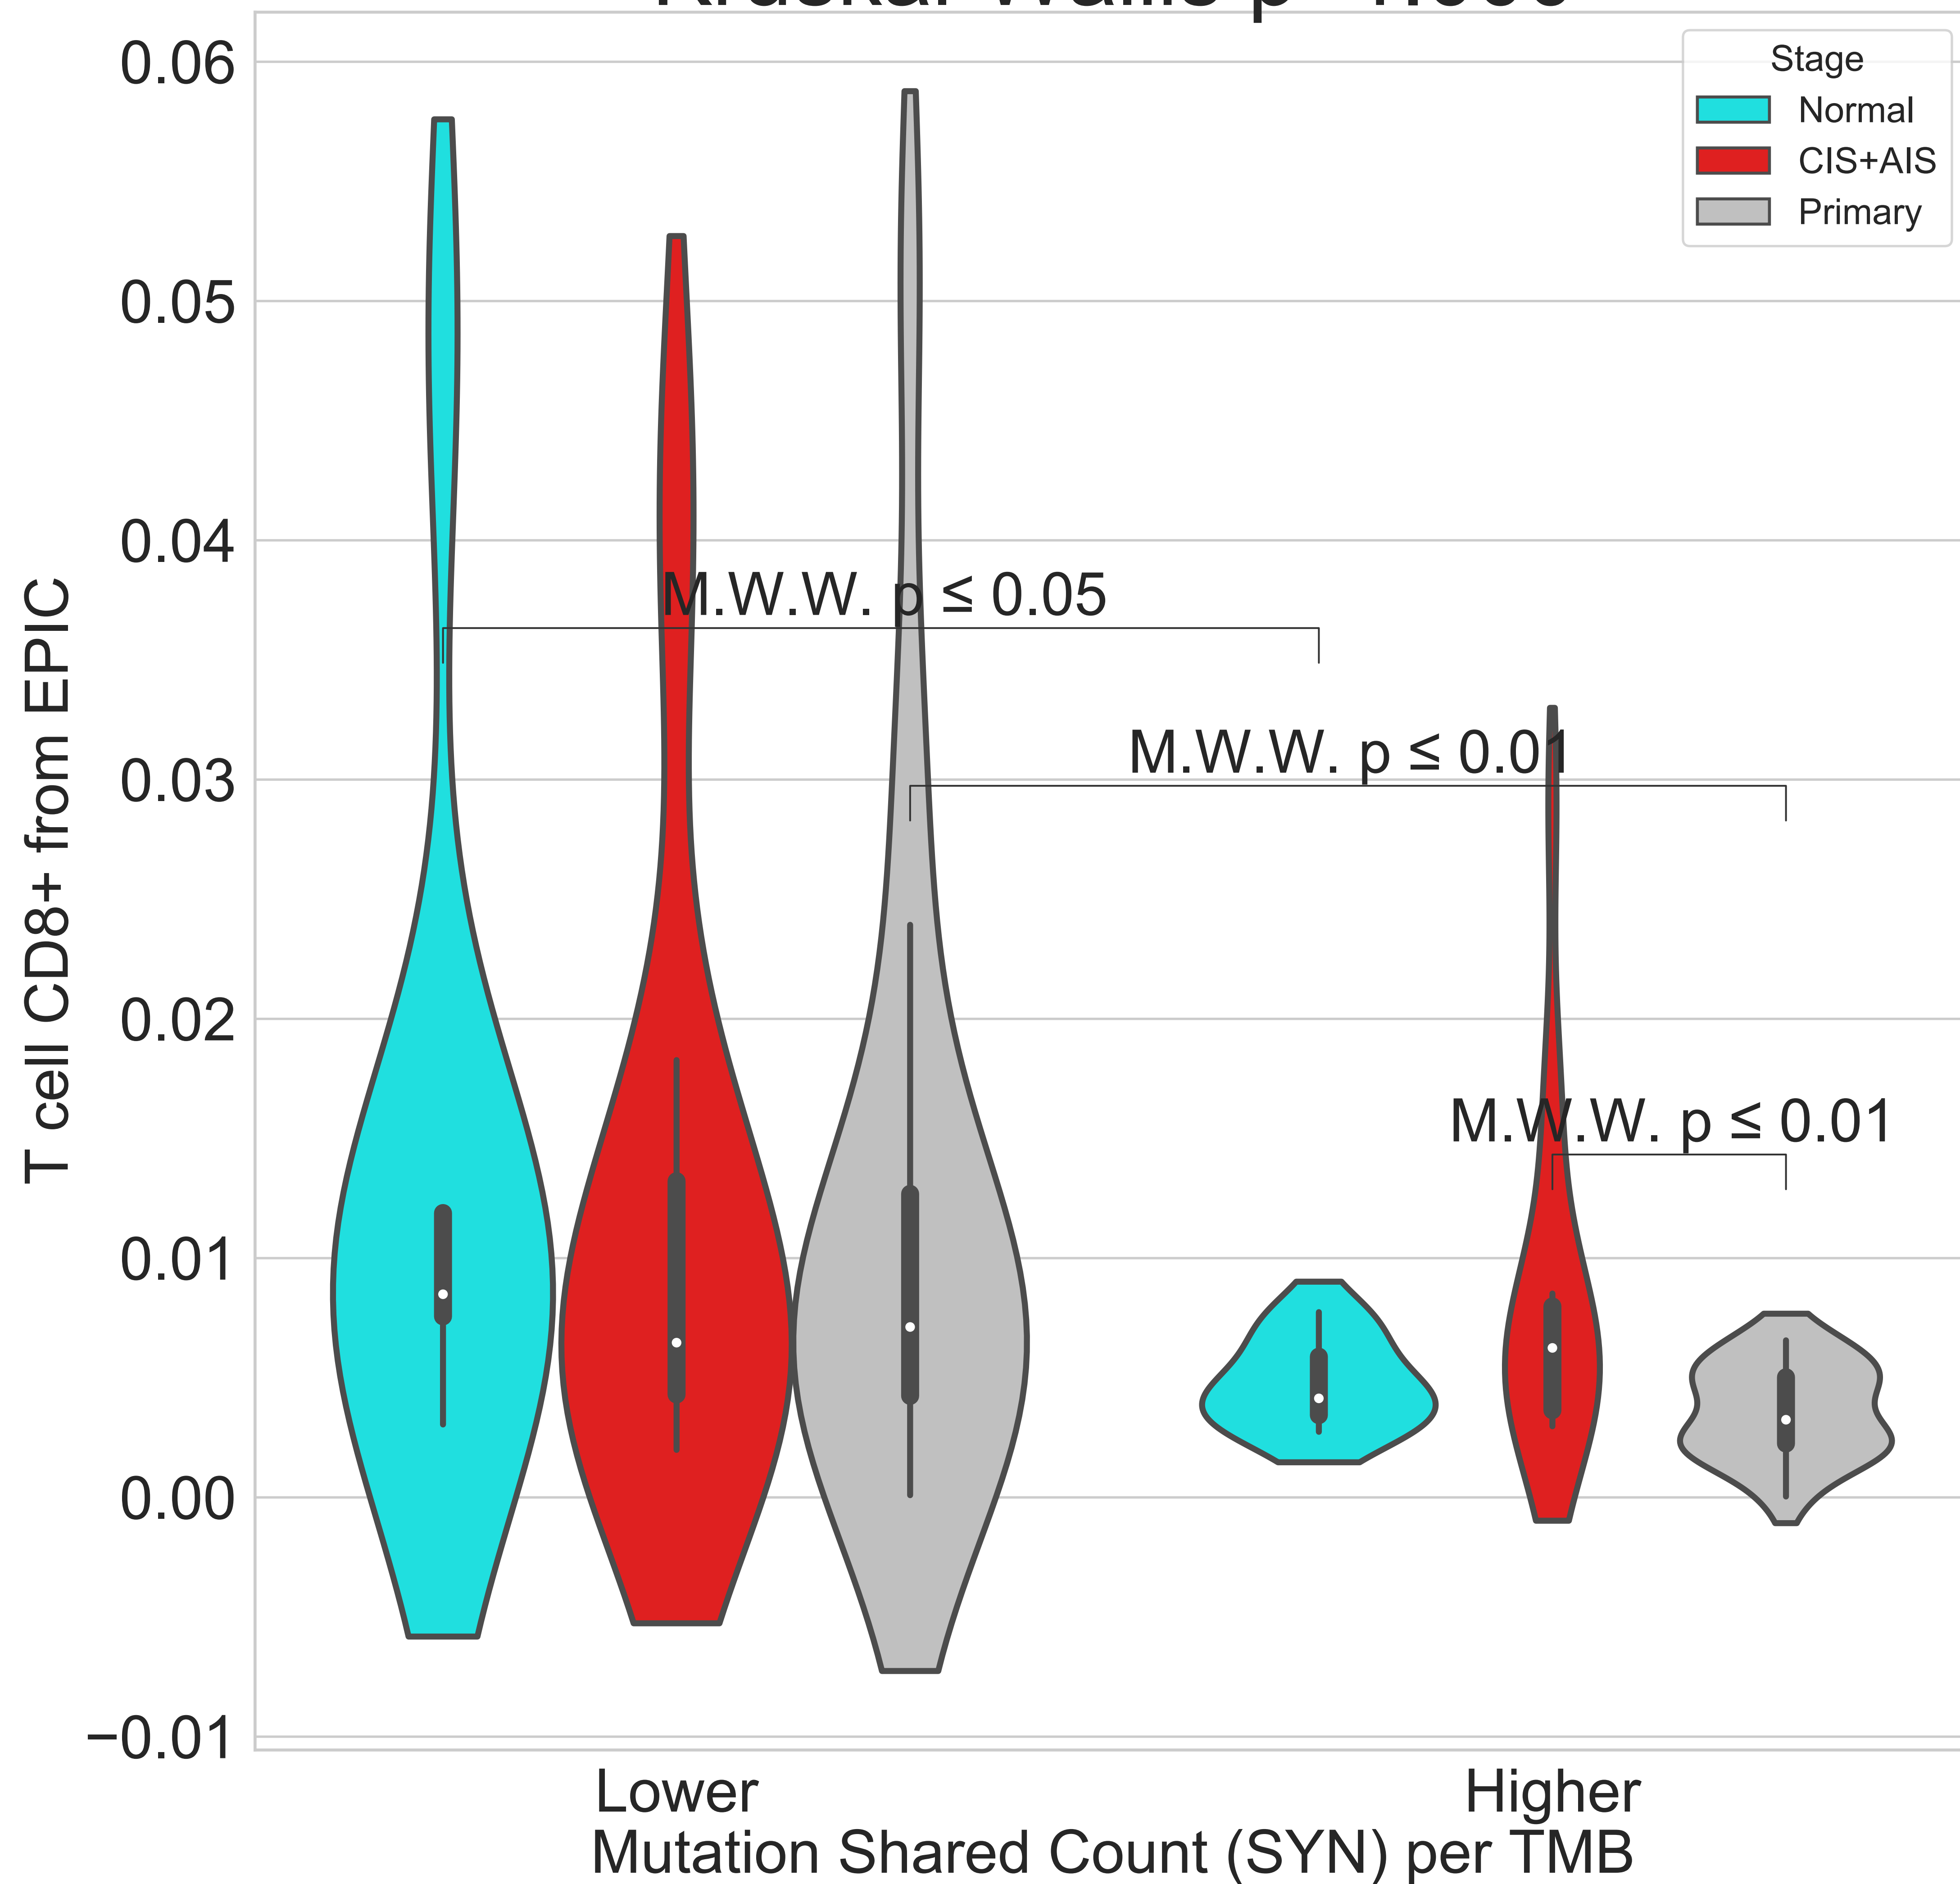 0.06
0.05
0.04
0.03
0.02
0.01
0.00
−0.01
T cell CD8+ from EPIC
Stage
Normal
CIS+AIS
Primary
M.W.W. p ≤ 0.05
M.W.W. p ≤ 0.01
M.W.W. p ≤ 0.01
Lower
Higher
Mutation Shared Count (SYN) per TMB